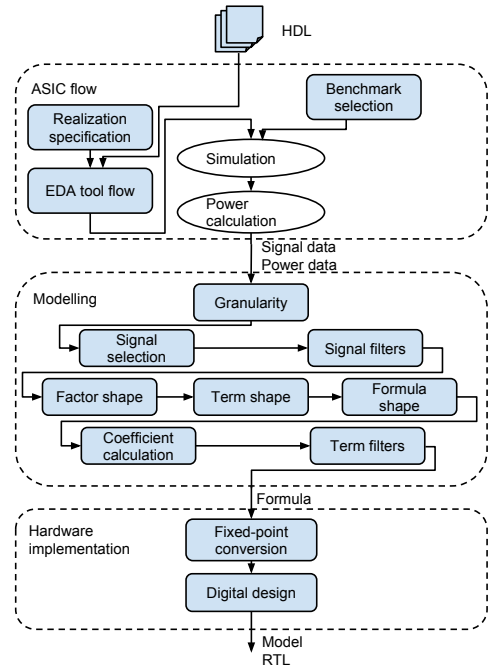 HDL
ASIC flow
Benchmark
selection
Realization
specification
Simulation
EDA tool flow
Power
calculation
Signal data
Power data
Modelling
Granularity
Signal
selection
Signal filters
Factor shape
Term shape
Formula
shape
Coefficient
calculation
Term filters
Formula
Hardware
implementation
Fixed-point
conversion
Digital design
Model
RTL